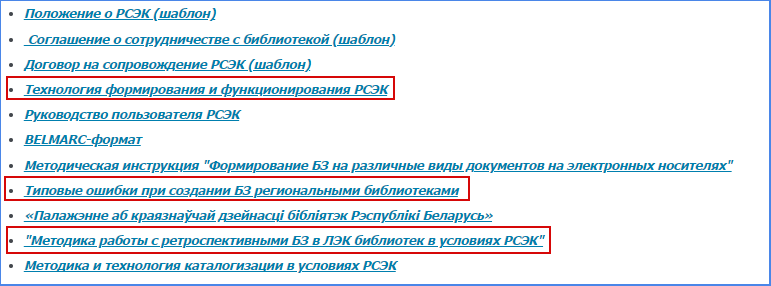 Положение о РСЭК (шаблон)
Соглашение о сотрудничестве с библиотекой (шаблон)
Договор на сопровождение РСЭК (шаблон)
Технология формирования и функционирования РСЭК
Руководство пользователя РСЭК
BELMARC-формат
Методическая инструкция "Формирование БЗ на различные виды документов на электронных носителях"
Типовые ошибки при создании БЗ региональными библиотеками
«Палажэнне аб краязнаўчай дзейнасці бібліятэк Рэспублікі Беларусь»
"Методика работы с ретроспективными БЗ в ЛЭК библиотек в условиях РСЭК"
Методика и технология каталогизации в условиях РСЭК